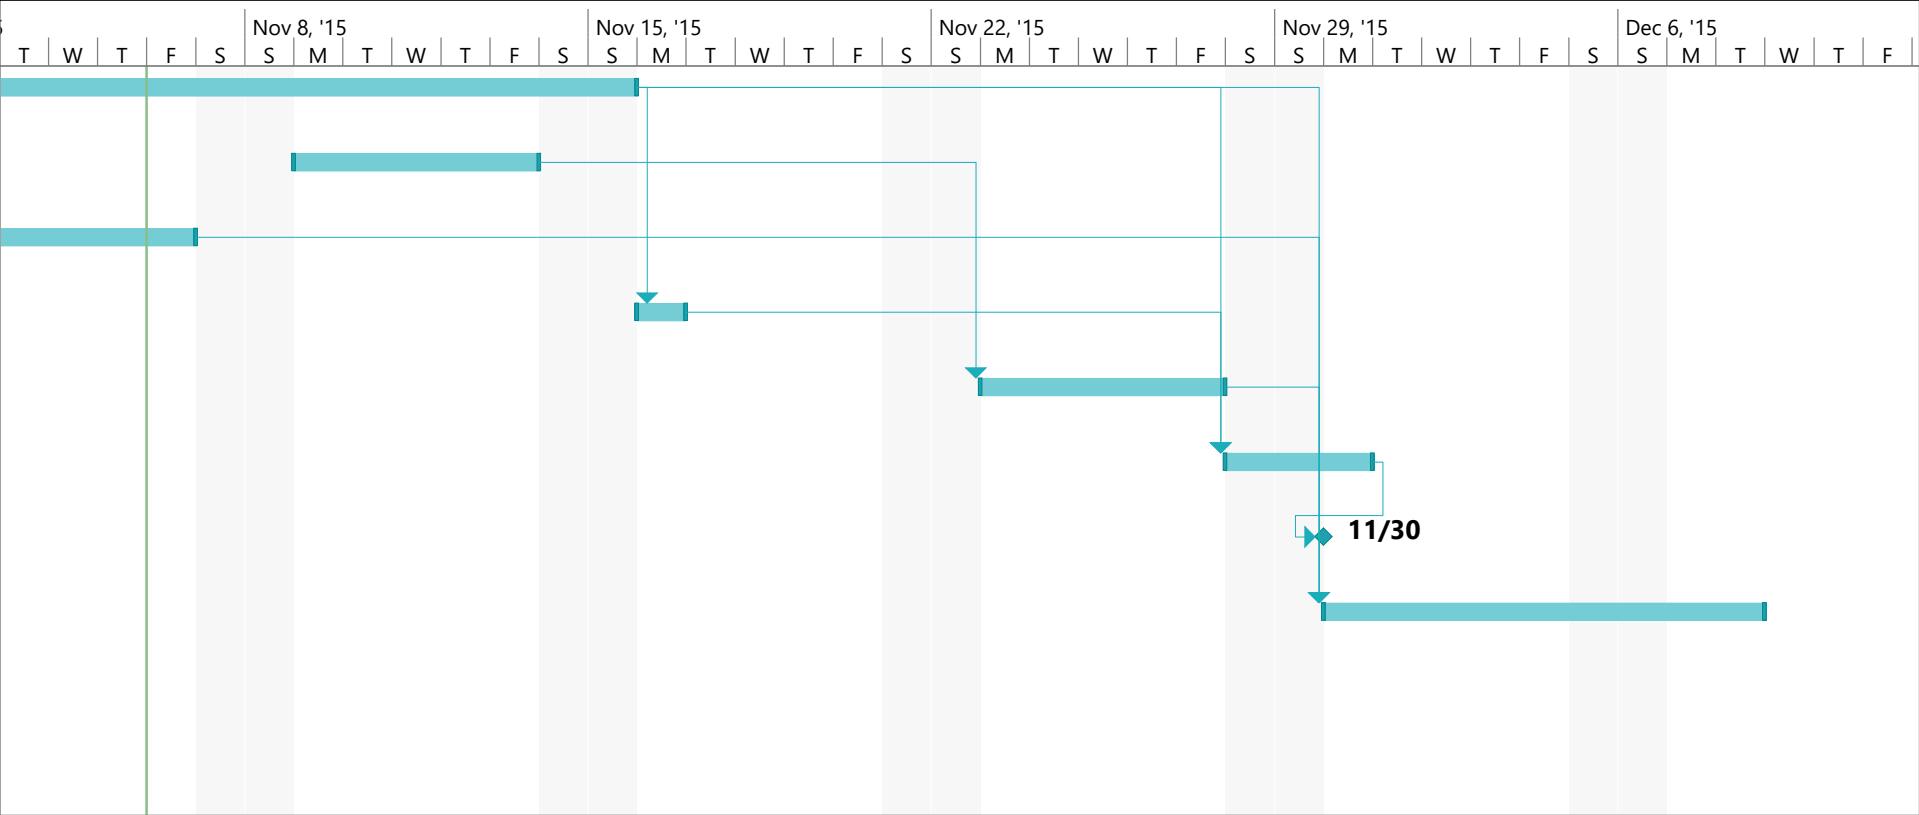 Nov 8, '15 Nov 15, '15 Nov 22, '15 Nov 29, '15 Dec 6, '15
T W T F S S M T W T F S S M T W T F S S M T W T F S S M T W T F S S M T W T F
11/30